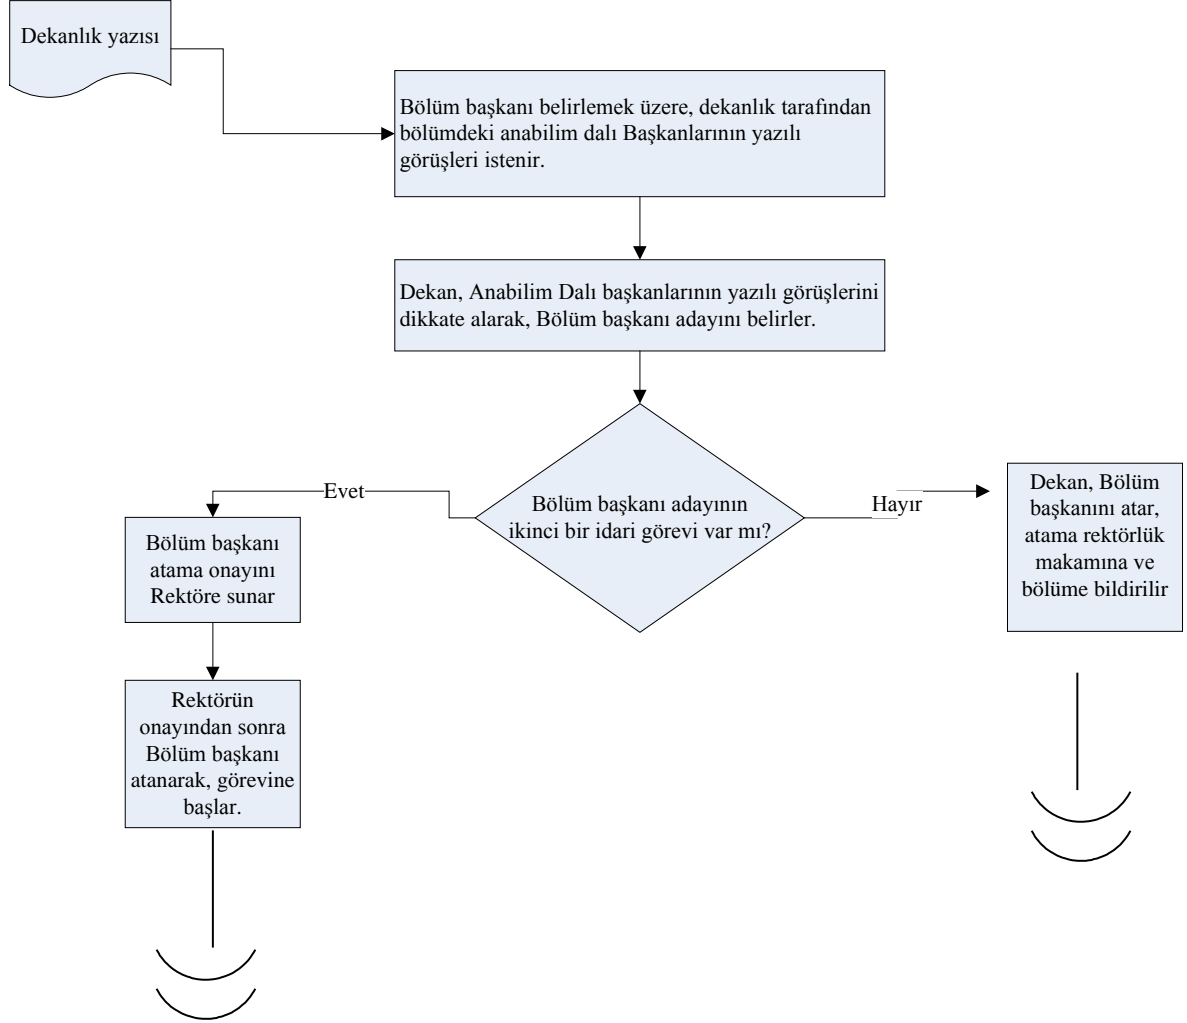 Dekanlık yazısı
Bölüm başkanı belirlemek üzere, dekanlık tarafından
bölümdeki anabilim dalı Başkanlarının yazılı
görüşleri istenir.
Dekan, Anabilim Dalı başkanlarının yazılı görüşlerini
dikkate alarak, Bölüm başkanı adayını belirler.
Bölüm başkanı adayının
ikinci bir idari görevi var mı?
Evet
Hayır
Bölüm başkanı
atama onayını
Rektöre sunar
Dekan, Bölüm
başkanını atar,
atama rektörlük
makamına ve
bölüme bildirilir
Rektörün
onayından sonra
Bölüm başkanı
atanarak, görevine
başlar.